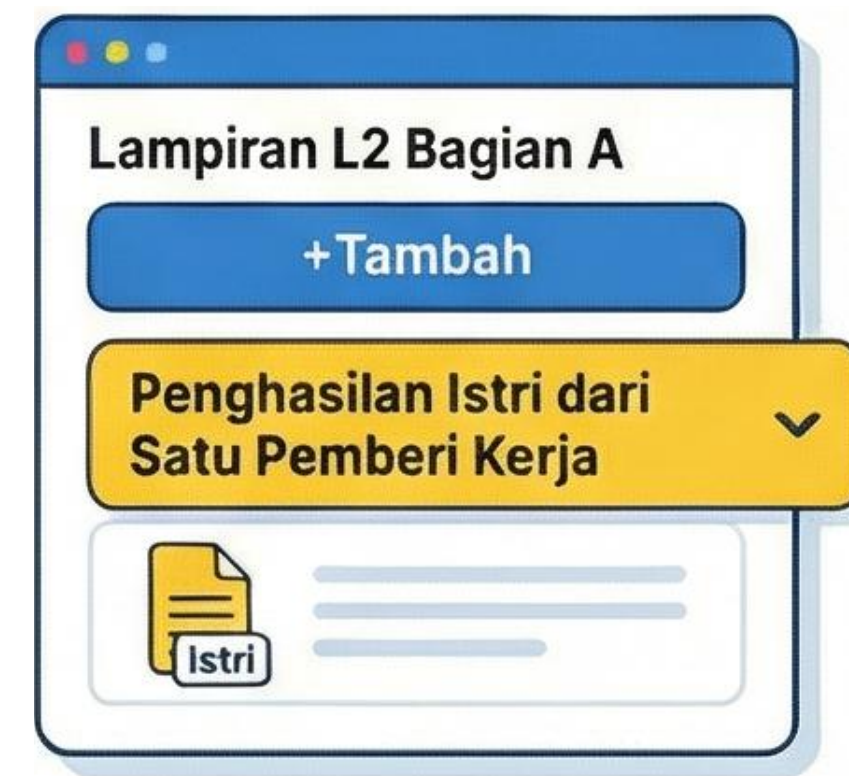 Lampiran L2 Bagian A
+Tambah
Penghasilan Istri dari
Satu Pemberi Kerja
Istri